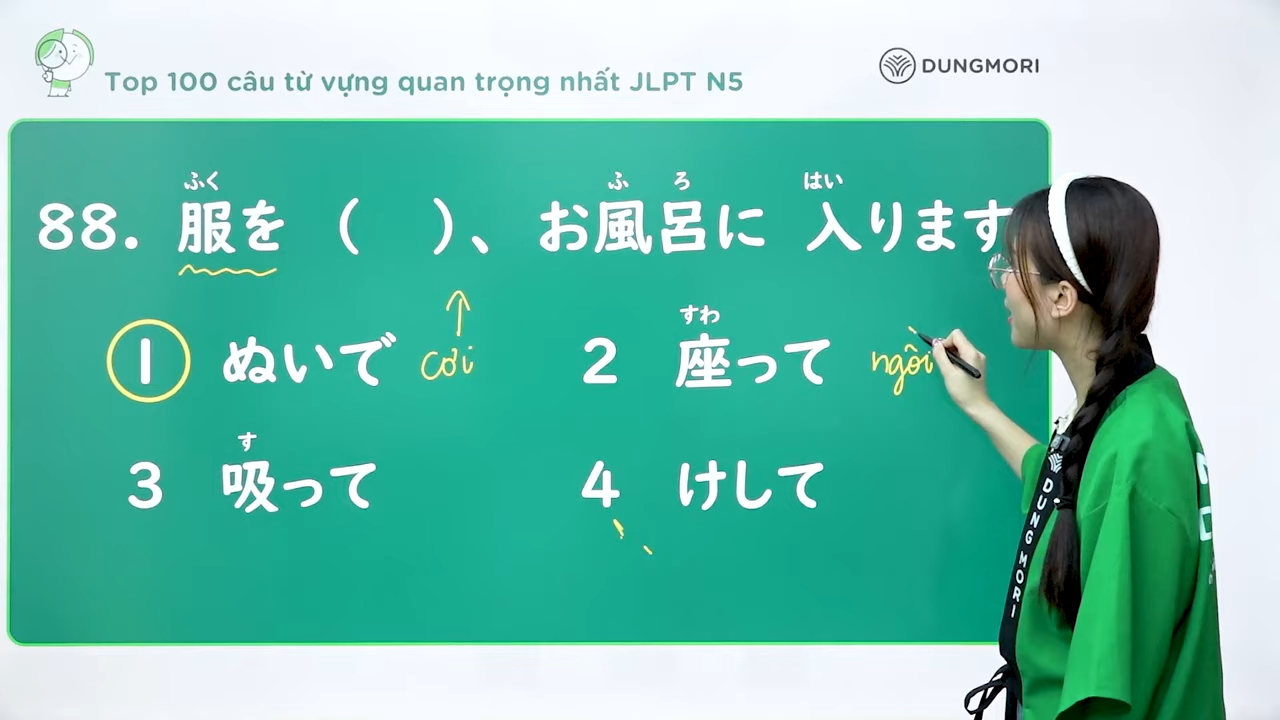 Top 100 câu từ vựng quan trọng nhất JLPT N5
DUNGMORI
ふく ふ ろ はい
88. 服を ( )、お風呂に 入ります
1 ぬいで cởi
すわ
2 座って ngồi
す
3 吸って
4 けして
DUNG MORI